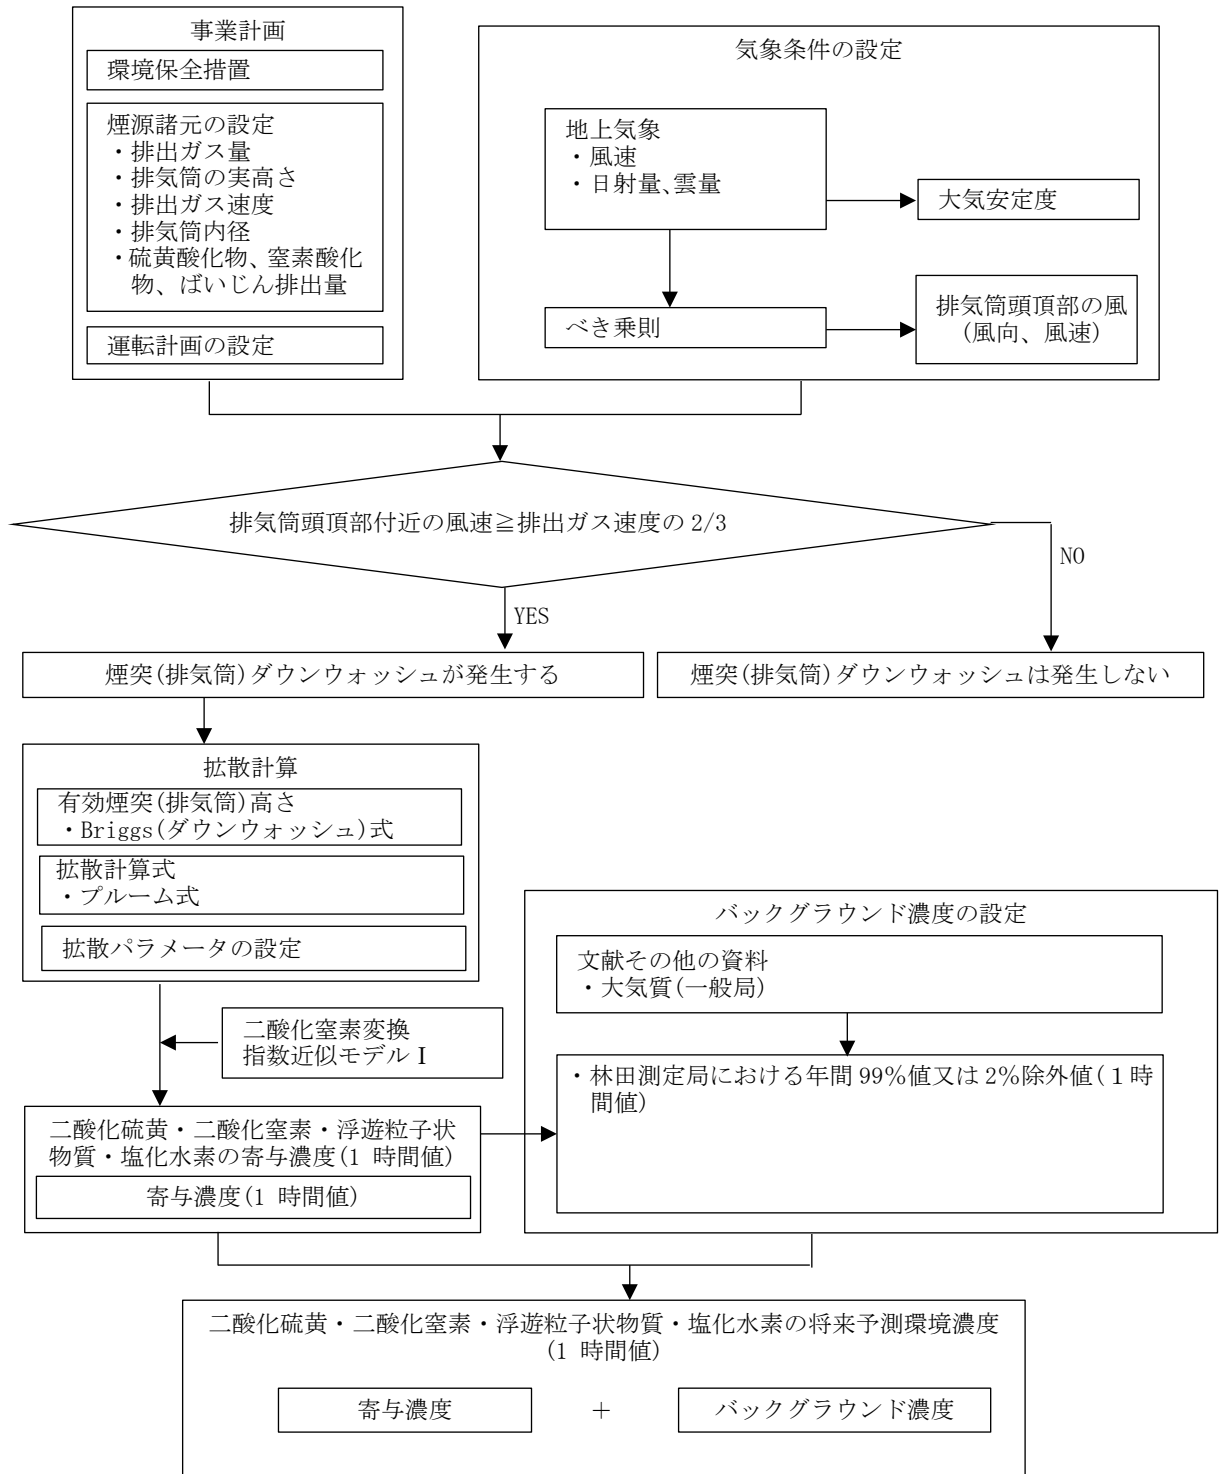 事業計画
環境保全措置
煙源諸元の設定
・排出ガス量
・排気筒の実高さ
・排出ガス速度
・排気筒内径
・硫黄酸化物、窒素酸化
物、ばいじん排出量
運転計画の設定
気象条件の設定
地上気象
・風速
・日射量、雲量
大気安定度
べき乗則
排気筒頭頂部の風
(風向、風速)
排気筒頭頂部付近の風速≧排出ガス速度の 2/3
NO
YES
煙突(排気筒)ダウンウォッシュが発生する
煙突(排気筒)ダウンウォッシュは発生しない
拡散計算
有効煙突(排気筒)高さ
・Briggs(ダウンウォッシュ)式
拡散計算式
・プルーム式
拡散パラメータの設定
二酸化窒素変換
指数近似モデルⅠ
二酸化硫黄・二酸化窒素・浮遊粒子状
物質・塩化水素の寄与濃度(1 時間値)
寄与濃度(1 時間値)
バックグラウンド濃度の設定
文献その他の資料
・大気質(一般局)
・林田測定局における年間 99%値又は 2%除外値(１時
間値)
二酸化硫黄・二酸化窒素・浮遊粒子状物質・塩化水素の将来予測環境濃度
(1 時間値)
寄与濃度 + バックグラウンド濃度